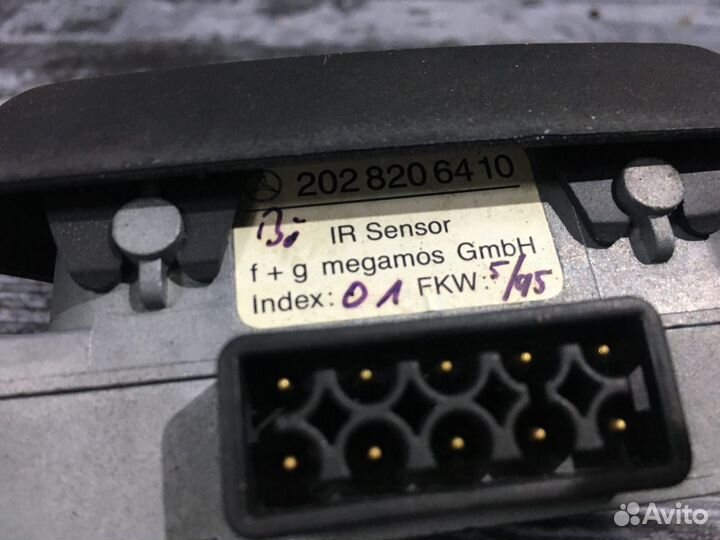 202 820 64 10
IR Sensor
f + g megamos GmbH
Index: 01 FKW: 5/95
Avito